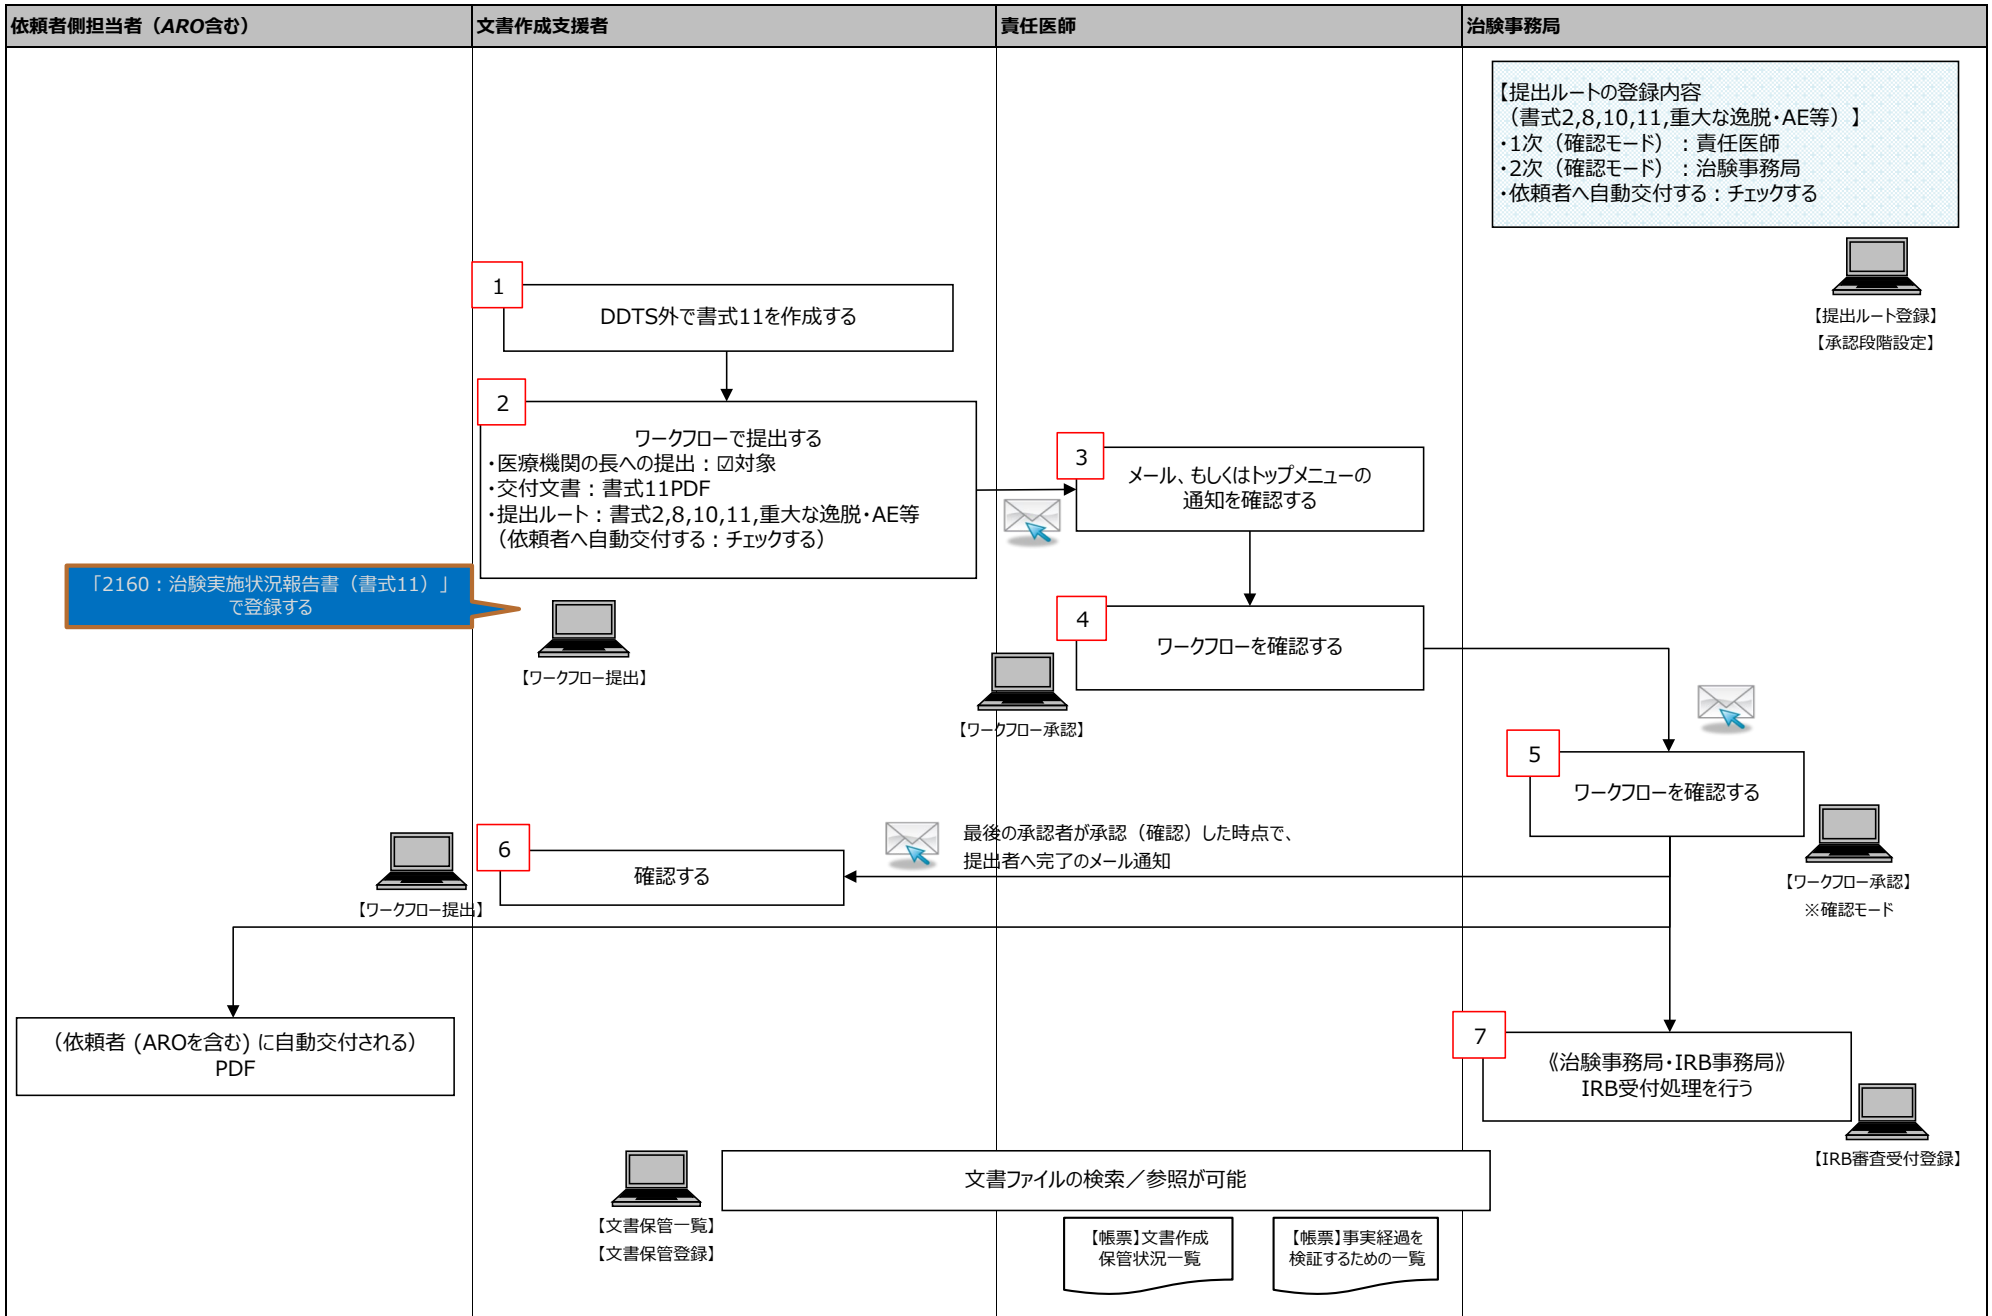 依頼者側担当者（ARO含む）
文書作成支援者
責任医師
治験事務局
【提出ルートの登録内容
（書式2,8,10,11,重大な逸脱・AE等）】
・1次（確認モード）：責任医師
・2次（確認モード）：治験事務局
・依頼者へ自動交付する：チェックする
【提出ルート登録】
【承認段階設定】
1
DDTS外で書式11を作成する
2
ワークフローで提出する
・医療機関の長への提出：☑対象
・交付文書：書式11PDF
・提出ルート：書式2,8,10,11,重大な逸脱・AE等
（依頼者へ自動交付する：チェックする）
「2160：治験実施状況報告書（書式11）」
で登録する
【ワークフロー提出】
3
メール、もしくはトップメニューの
通知を確認する
4
ワークフローを確認する
【ワークフロー承認】
5
ワークフローを確認する
【ワークフロー承認】
※確認モード
最後の承認者が承認（確認）した時点で、
提出者へ完了のメール通知
6
確認する
【ワークフロー提出】
（依頼者 (AROを含む) に自動交付される）
PDF
7
《治験事務局・IRB事務局》
IRB受付処理を行う
【IRB審査受付登録】
文書ファイルの検索／参照が可能
【文書保管一覧】
【文書保管登録】
【帳票】文書作成
保管状況一覧
【帳票】事実経過を
検証するための一覧